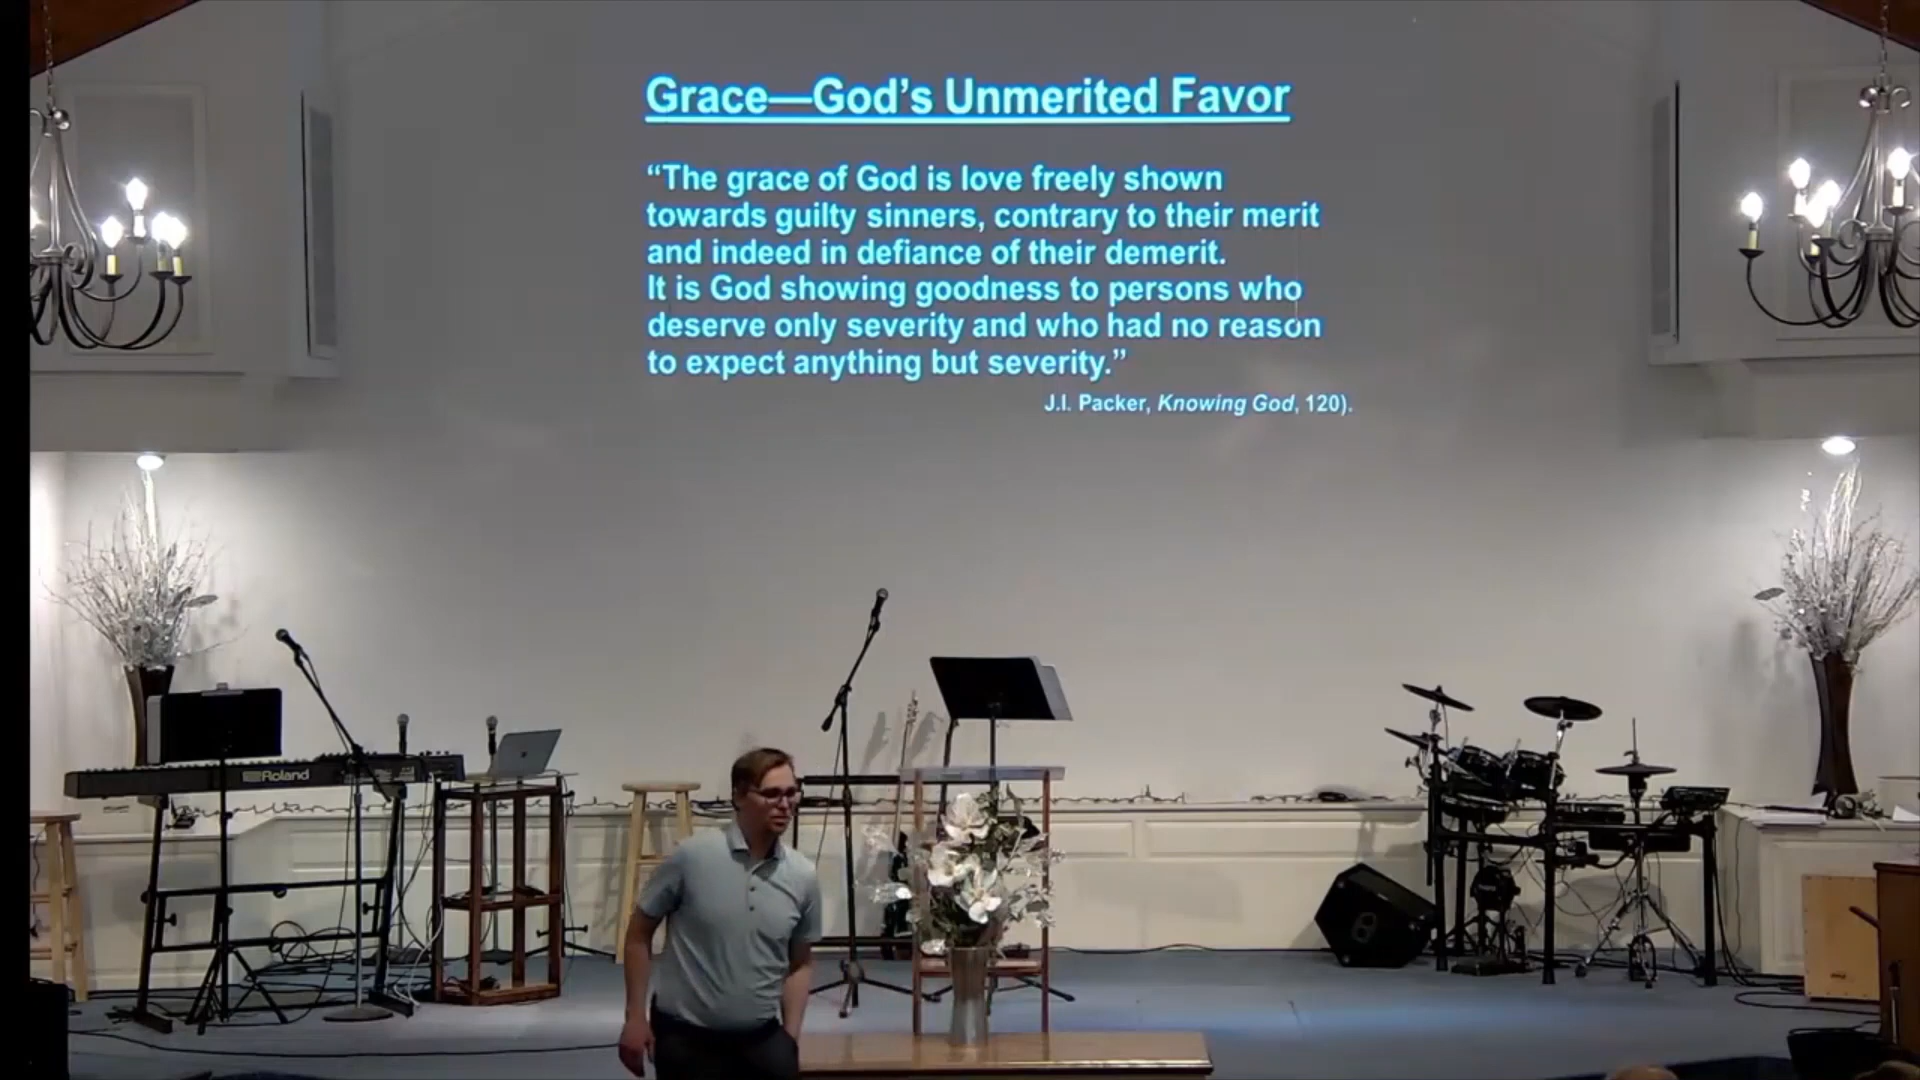 Grace—God’s Unmerited Favor
“The grace of God is love freely shown
towards guilty sinners, contrary to their merit
and indeed in defiance of their demerit.
It is God showing goodness to persons who
deserve only severity and who had no reason
to expect anything but severity.”
J.I. Packer, Knowing God, 120).
Roland